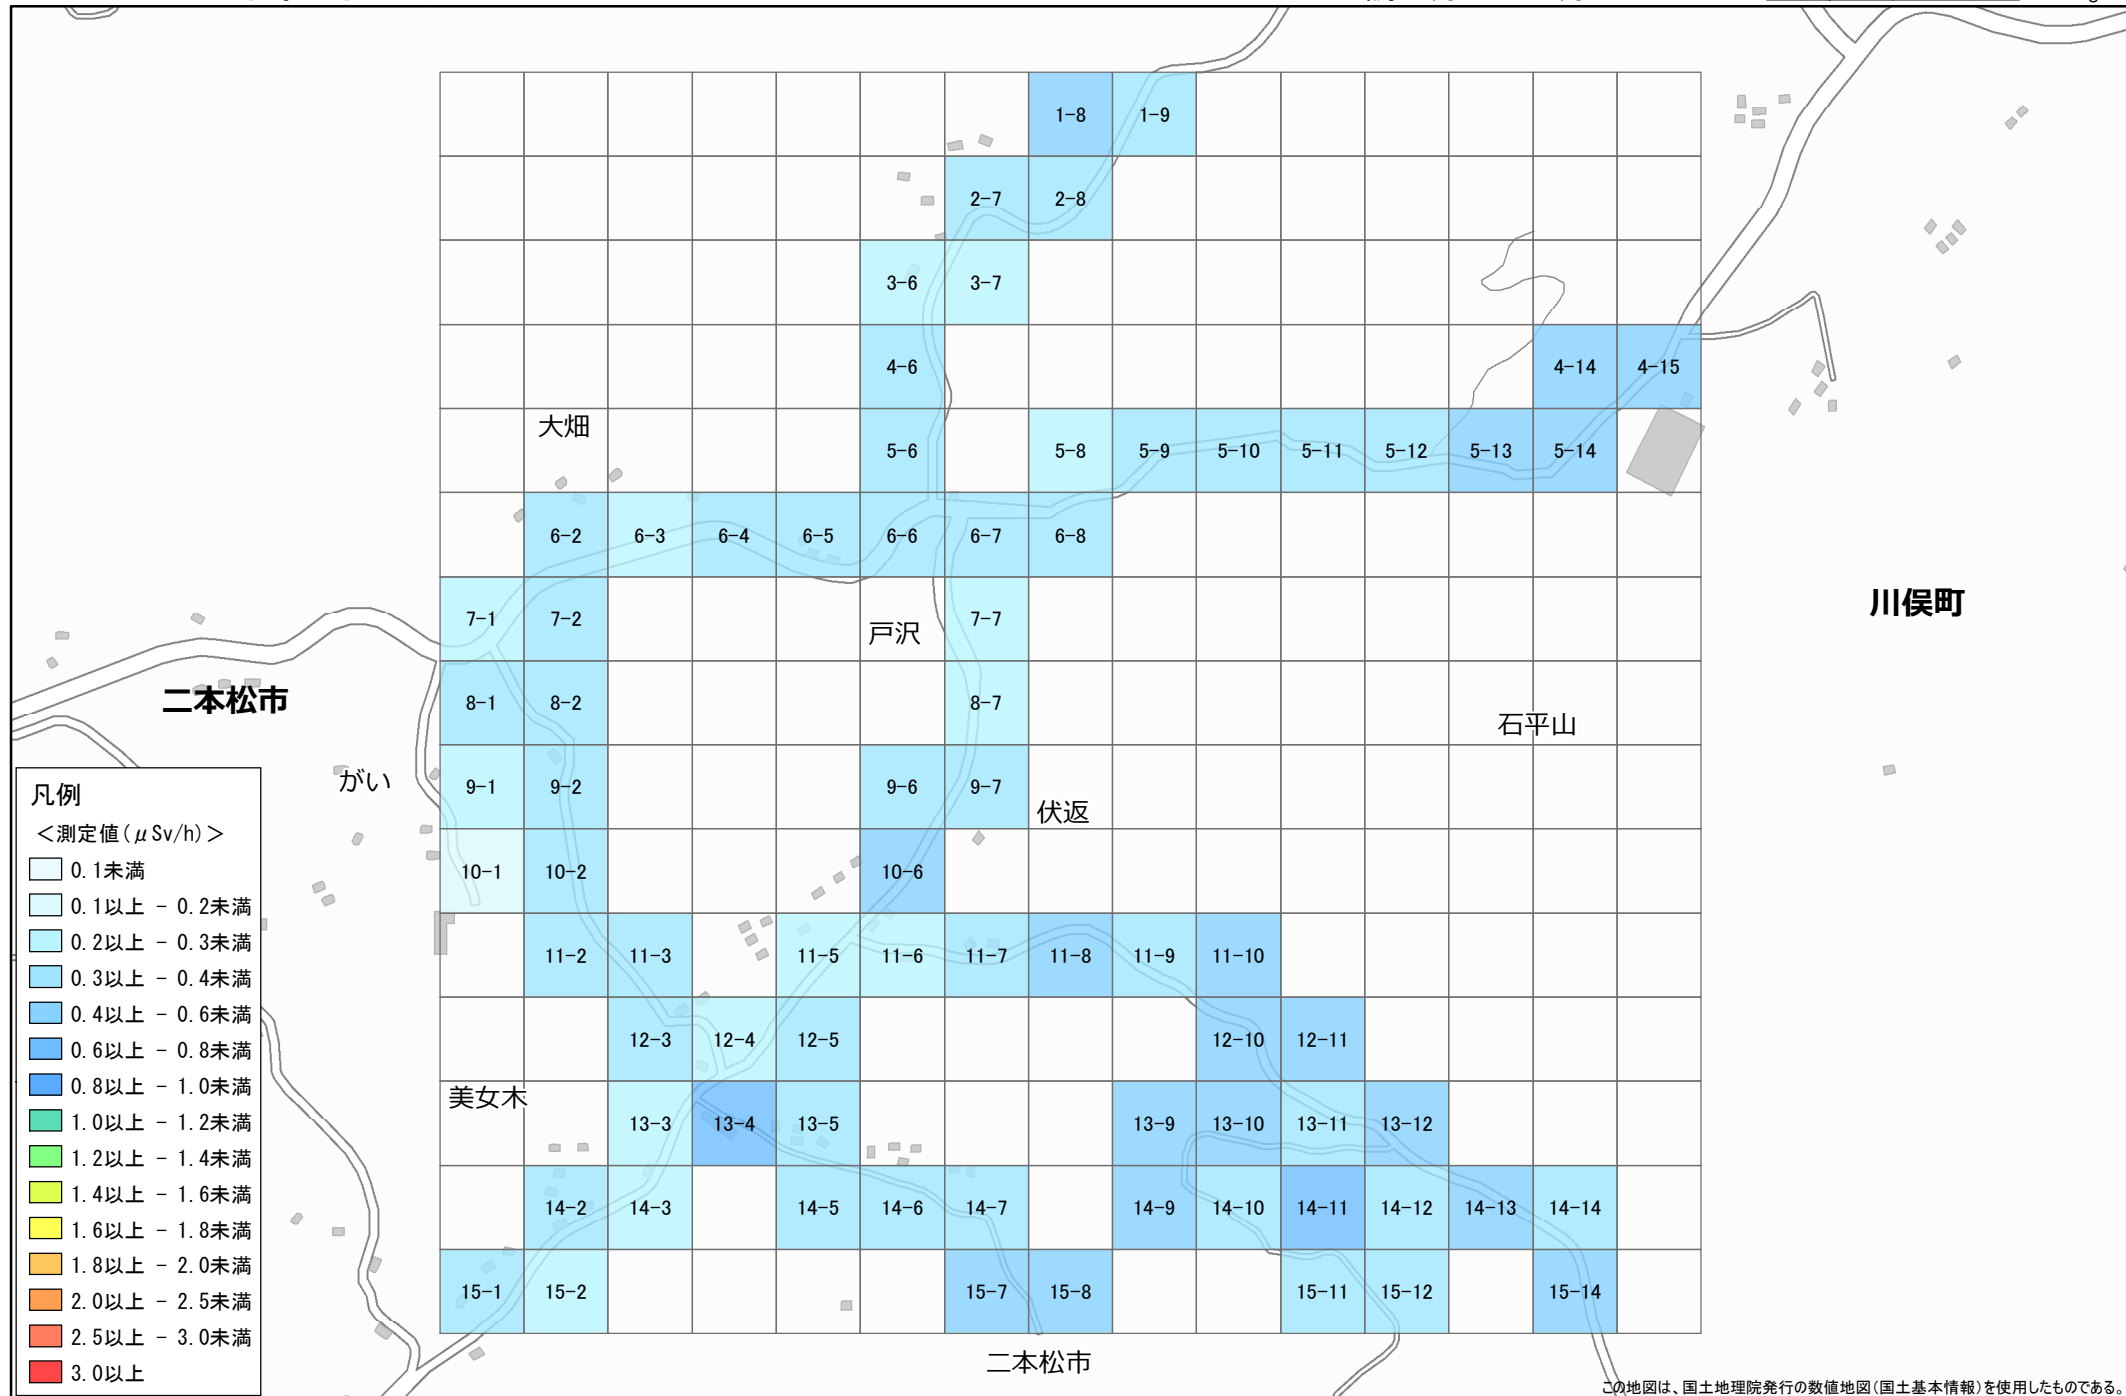 1-8 1-9
2-7 2-8
3-6 3-7
4-6 4-14 4-15
大畑
5-6 5-8 5-9 5-10 5-11 5-12 5-13 5-14
6-2 6-3 6-4 6-5 6-6 6-7 6-8
川俣町
7-1 7-2 戸沢 7-7
二本松市
8-1 8-2 8-7
石平山
がい
9-1 9-2 9-6 9-7
伏返
10-1 10-2 10-6
11-2 11-3 11-5 11-6 11-7 11-8 11-9 11-10
12-3 12-4 12-5 12-10 12-11
美女木
13-3 13-4 13-5 13-9 13-10 13-11 13-12
14-2 14-3 14-5 14-6 14-7 14-9 14-10 14-11 14-12 14-13 14-14
15-1 15-2 15-7 15-8 15-11 15-12 15-14
二本松市
凡例
＜測定値(μSv/h)＞
0.1未満
0.1以上 - 0.2未満
0.2以上 - 0.3未満
0.3以上 - 0.4未満
0.4以上 - 0.6未満
0.6以上 - 0.8未満
0.8以上 - 1.0未満
1.0以上 - 1.2未満
1.2以上 - 1.4未満
1.4以上 - 1.6未満
1.6以上 - 1.8未満
1.8以上 - 2.0未満
2.0以上 - 2.5未満
2.5以上 - 3.0未満
3.0以上
この地図は、国土地理院発行の数値地図(国土基本情報)を使用したものである。